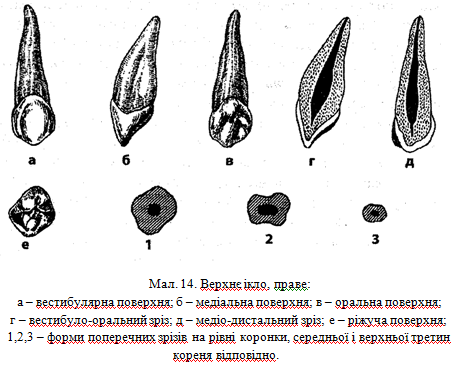 а б в г д
е 1 2 3
Мал. 14. Верхнє ікло, праве:
а – вестибулярна поверхня; б – медіальна поверхня; в – оральна поверхня;
г – вестибуло-оральний зріз; д – медіо-дистальний зріз; е – ріжуча поверхня;
1,2,3 – форми поперечних зрізів на рівні коронки, середньої і верхньої третин
кореня відповідно.